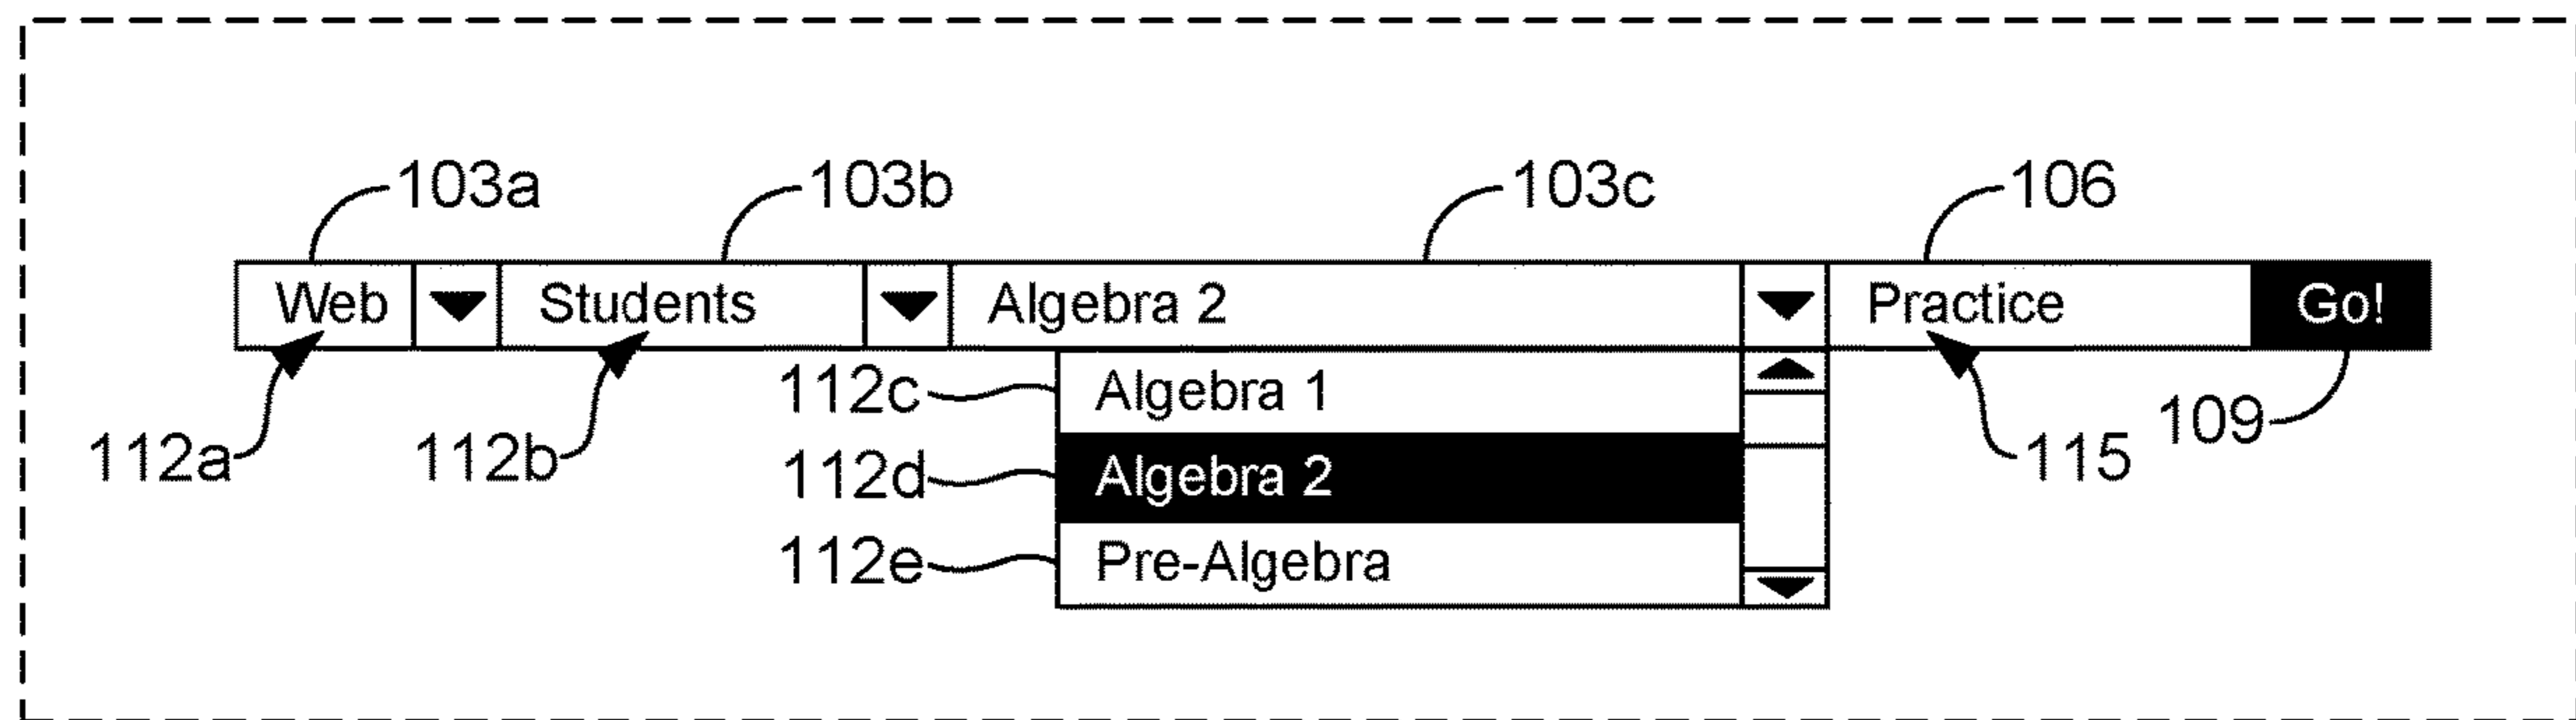 103a 103b 103c 106
Web Students Algebra 2 Practice Go!
112c Algebra 1
112a 112b 112d Algebra 2 115 109
112e Pre-Algebra